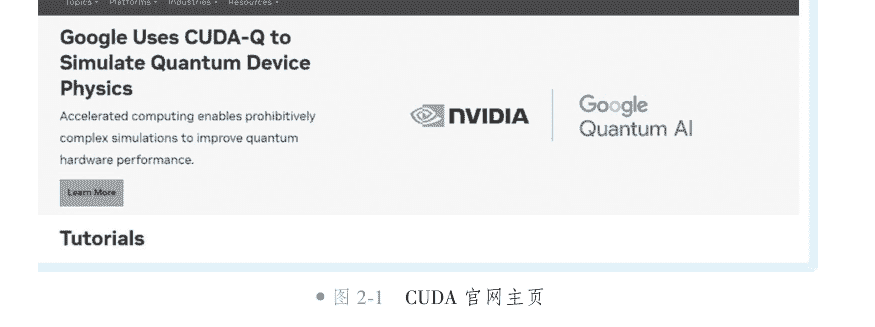 Topics Platforms Industries Resources
Google Uses CUDA-Q to
Simulate Quantum Device
Physics
Accelerated computing enables prohibitively
complex simulations to improve quantum
hardware performance.
NVIDIA
Google
Quantum AI
Learn More
Tutorials
图 2-1 CUDA 官网主页